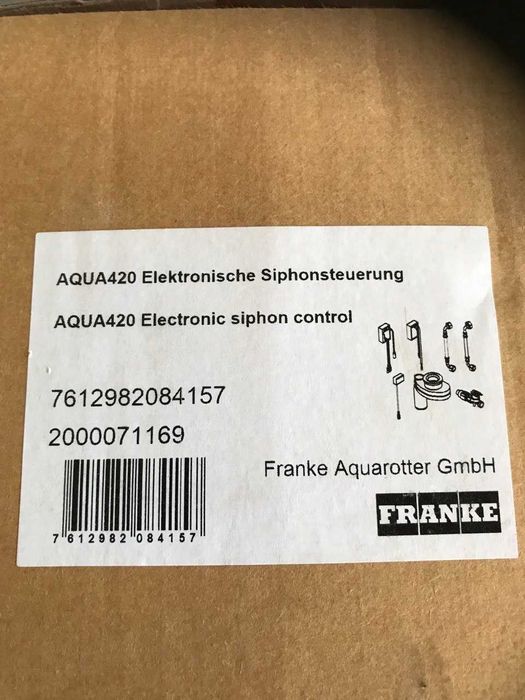 AQUA420 Elektronische Siphonsteuerung
AQUA420 Electronic siphon control
7612982084157
2000071169
Franke Aquarotter GmbH
FRANKE
7 612982 084157